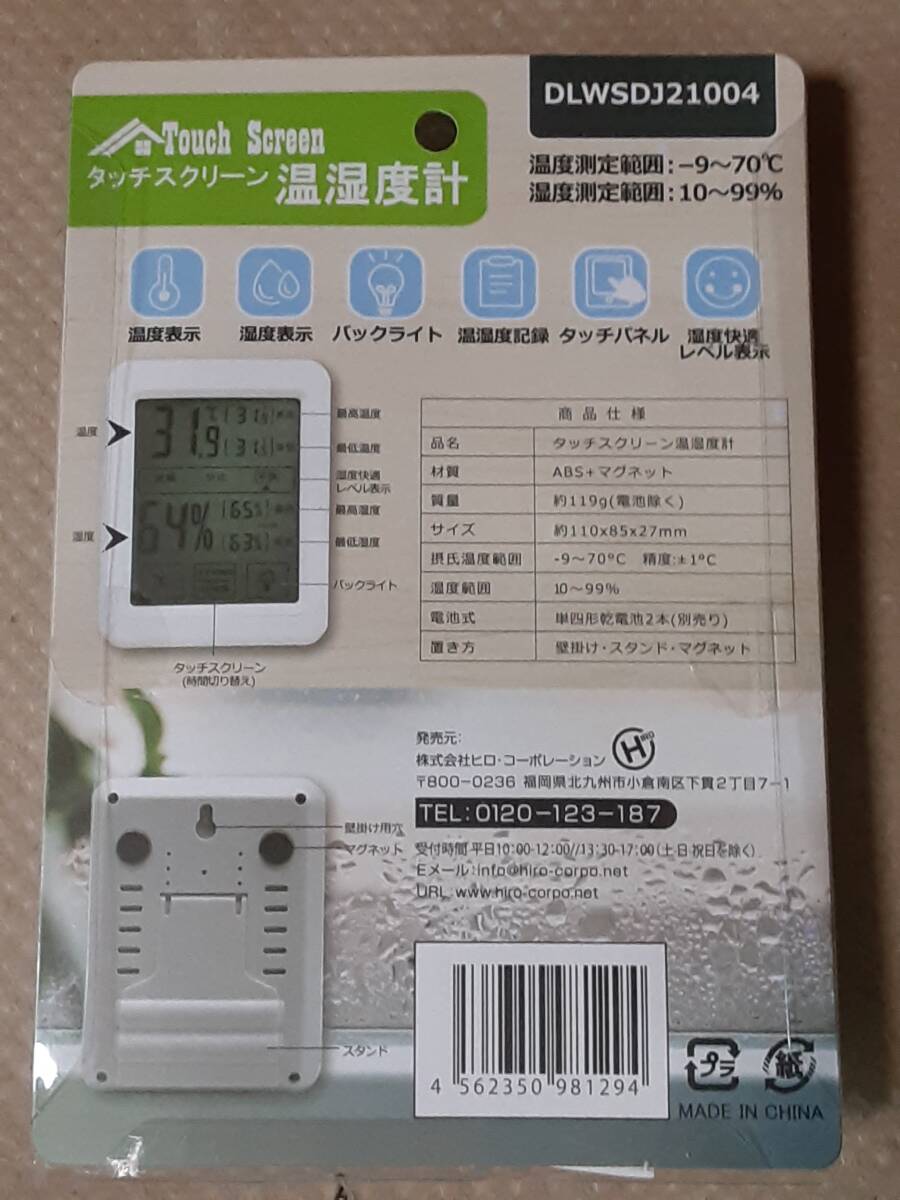 DLWSDJ21004
Touch Screen
タッチスクリーン 温湿度計
温度測定範囲:−9〜70℃
湿度測定範囲:10〜99%
温度表示
湿度表示
バックライト
温湿度記録
タッチパネル
湿度快適
レベル表示
温度
湿度
31.9℃
64%
65%
63%
最高温度
最低温度
湿度快適
レベル表示
最高湿度
最低湿度
バックライト
タッチスクリーン
(時間切り替え)
商品仕様
品名 タッチスクリーン温湿度計
材質 ABS+マグネット
質量 約119g(電池除く)
サイズ 約110x85x27mm
摂氏温度範囲 -9〜70°C 精度:±1°C
湿度範囲 10〜99%
電池式 単四形乾電池2本(別売り)
置き方 壁掛け・スタンド・マグネット
発売元:
株式会社ヒロ・コーポレーション
H HIRO
〒800-0236 福岡県北九州市小倉南区下貫2丁目7-1
TEL:0120-123-187
受付時間 平日10:00-12:00//13:30-17:00(土日祝日を除く)
Eメール:info@hiro-corpo.net
URL:www.hiro-corpo.net
壁掛け用穴
マグネット
スタンド
4 562350 981294
プラ
紙
MADE IN CHINA